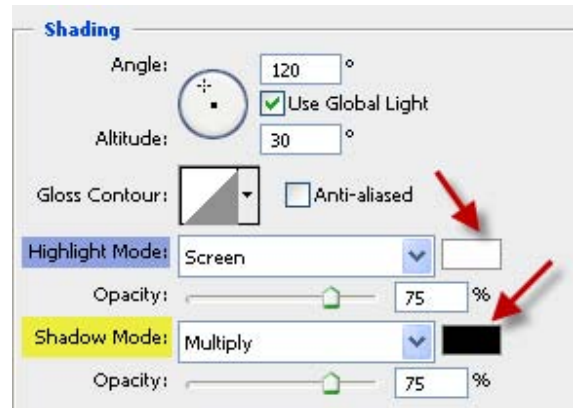 Shading
Angle: 120 °
Use Global Light
Altitude: 30 °
Gloss Contour: Anti-aliased
Highlight Mode: Screen
Opacity: 75 %
Shadow Mode: Multiply
Opacity: 75 %